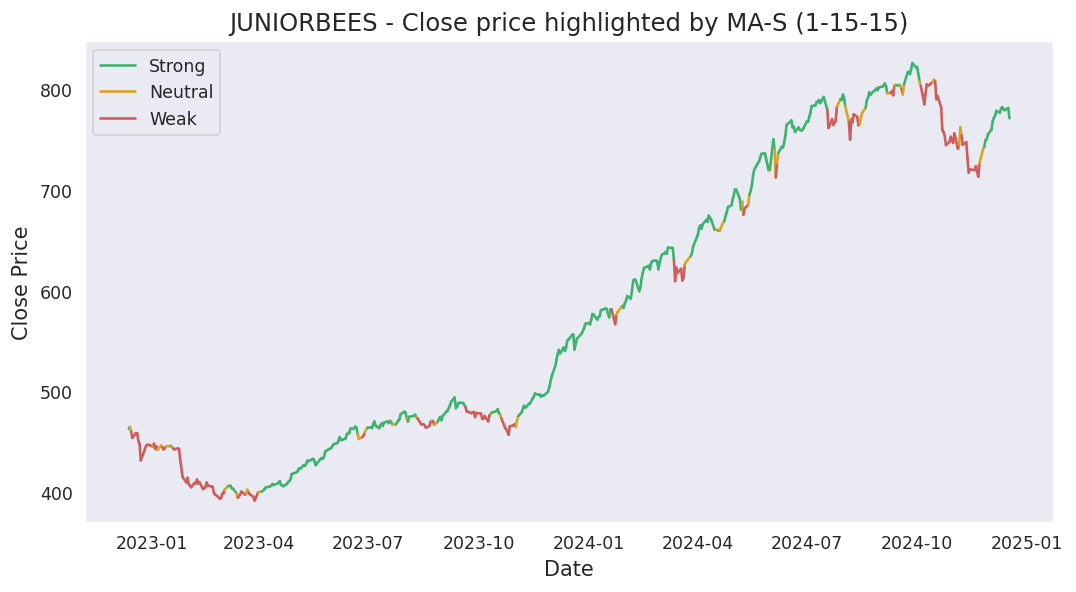 JUNIORBEES - Close price highlighted by MA-S (1-15-15)
Strong
Neutral
Weak
800
700
600
500
400
Close Price
2023-01 2023-04 2023-07 2023-10 2024-01 2024-04 2024-07 2024-10 2025-01
Date